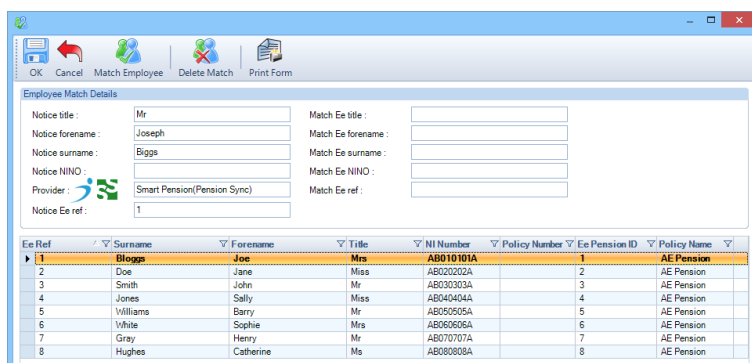 OK Cancel Match Employee Delete Match Print Form
Employee Match Details
Notice title : Mr Match Ee title :
Notice forename : Joseph Match Ee forename :
Notice surname : Biggs Match Ee surname :
Notice NINO : Match Ee NINO :
Provider : Smart Pension(Pension Sync) Match Ee ref :
Notice Ee ref : 1
Ee Ref Surname Forename Title NI Number Policy Number Ee Pension ID Policy Name
1 Bloggs Joe Mrs AB010101A 1 AE Pension
2 Doe Jane Miss AB020202A 2 AE Pension
3 Smith John Mr AB030303A 3 AE Pension
4 Jones Sally Miss AB040404A 4 AE Pension
5 Williams Barry Mr AB050505A 5 AE Pension
6 White Sophie Mrs AB060606A 6 AE Pension
7 Gray Henry Mr AB070707A 7 AE Pension
8 Hughes Catherine Ms AB080808A 8 AE Pension